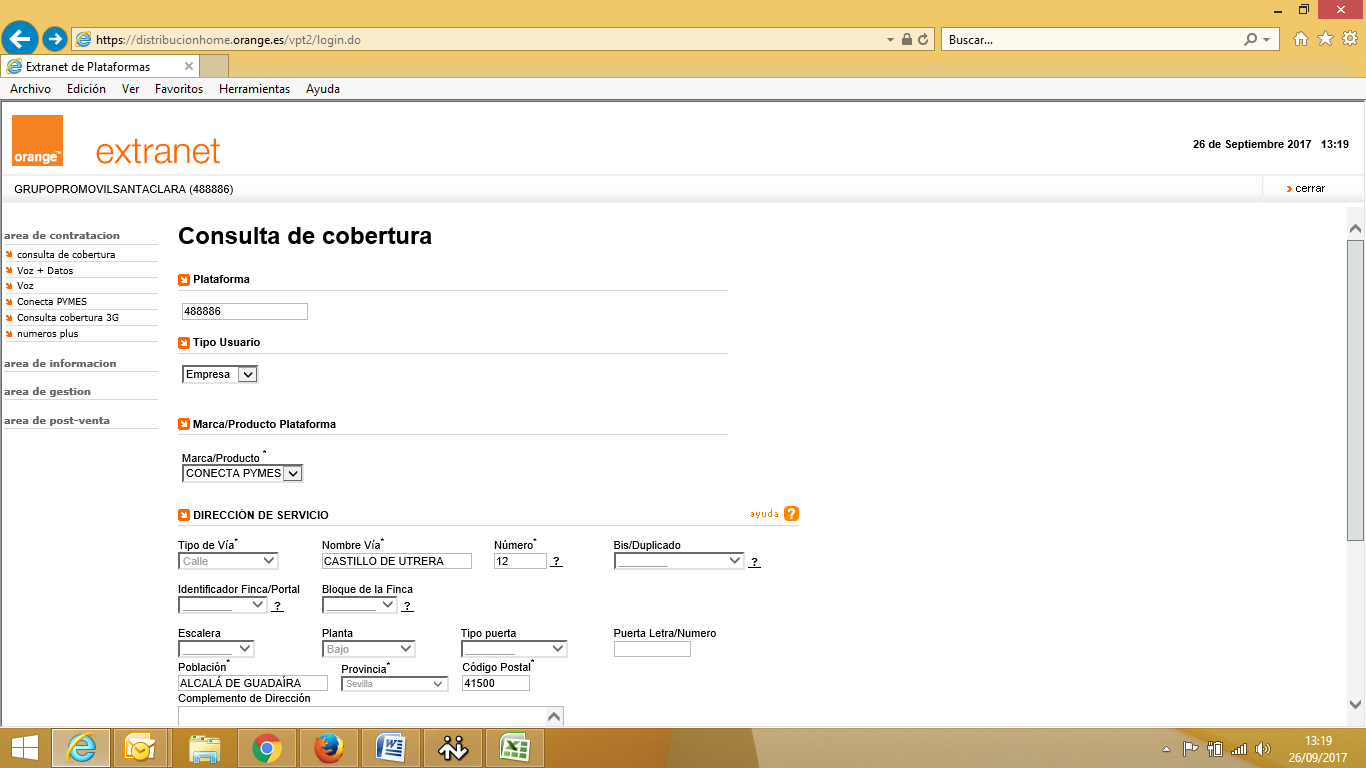 https://distribucionhome.orange.es/vpt2/login.do
Buscar...
Extranet de Plataformas
Archivo Edición Ver Favoritos Herramientas Ayuda
orange™
extranet
26 de Septiembre 2017 13:19
GRUPOPROMOVILSANTACLARA (488886)
cerrar
area de contratacion
consulta de cobertura
Voz + Datos
Voz
Conecta PYMES
Consulta cobertura 3G
numeros plus
area de informacion
area de gestion
area de post-venta
Consulta de cobertura
Plataforma
488886
Tipo Usuario
Empresa
Marca/Producto Plataforma
Marca/Producto *
CONECTA PYMES
DIRECCIÓN DE SERVICIO
ayuda ?
Tipo de Vía* Nombre Vía* Número* Bis/Duplicado
Calle CASTILLO DE UTRERA 12 ? ________ ?
Identificador Finca/Portal Bloque de la Finca
________ ? ________ ?
Escalera Planta Tipo puerta Puerta Letra/Numero
________ Bajo ________
Población* Provincia* Código Postal*
ALCALÁ DE GUADAÍRA Sevilla 41500
Complemento de Dirección
13:19
26/09/2017